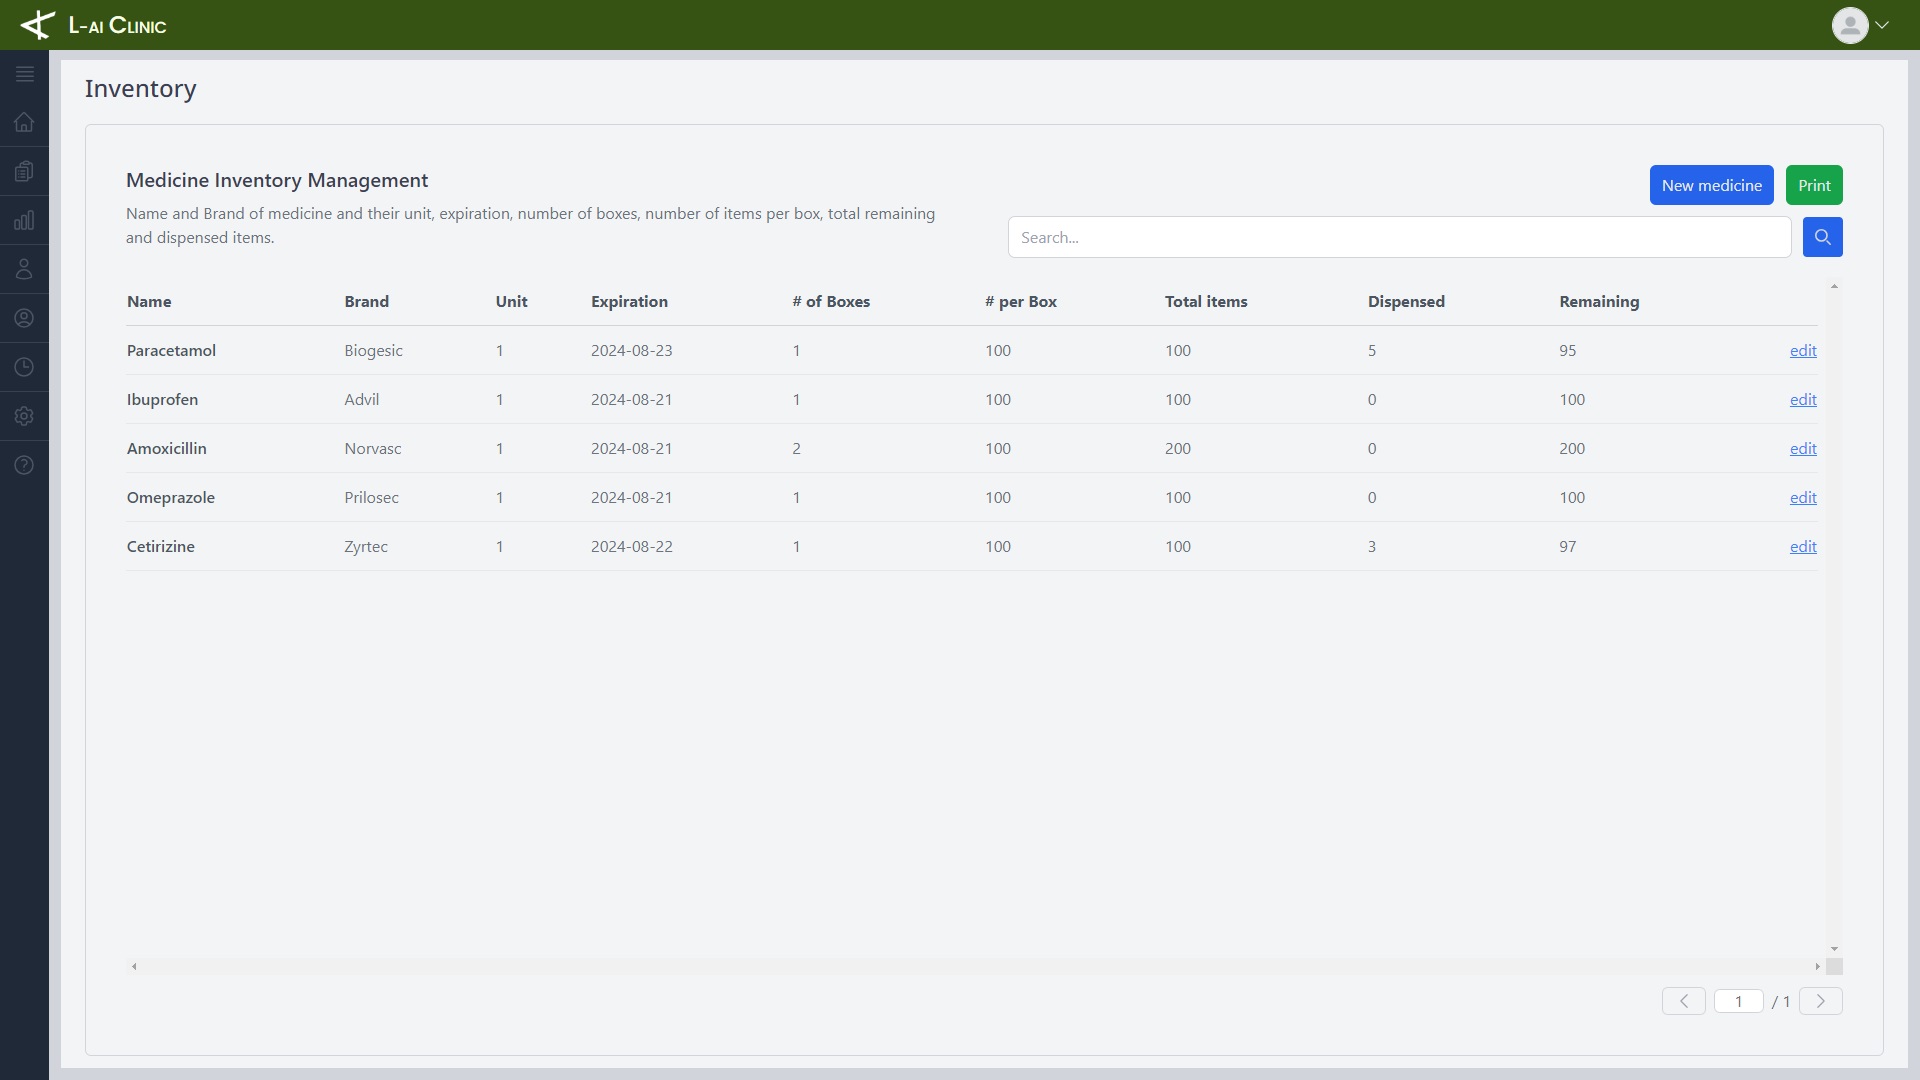 L-AI CLINIC
Inventory
Medicine Inventory Management
New medicine
Print
Name and Brand of medicine and their unit, expiration, number of boxes, number of items per box, total remaining
and dispensed items.
Search...
Name Brand Unit Expiration # of Boxes # per Box Total items Dispensed Remaining
Paracetamol Biogesic 1 2024-08-23 1 100 100 5 95 edit
Ibuprofen Advil 1 2024-08-21 1 100 100 0 100 edit
Amoxicillin Norvasc 1 2024-08-21 2 100 200 0 200 edit
Omeprazole Prilosec 1 2024-08-21 1 100 100 0 100 edit
Cetirizine Zyrtec 1 2024-08-22 1 100 100 3 97 edit
1 / 1